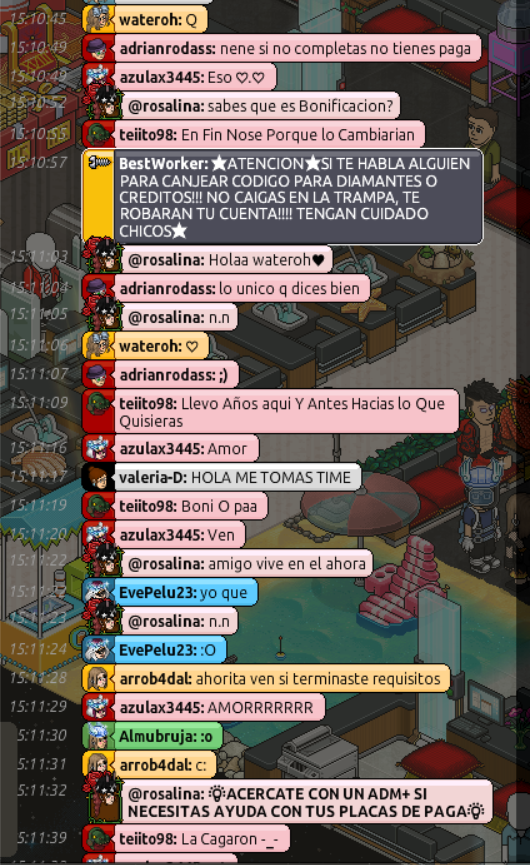 15:10:45 wateroh: Q
15:10:49 adrianrodass: nene si no completas no tienes paga
15:10:49 azulax3445: Eso ♡.♡
15:10:52 @rosalina: sabes que es Bonificacion?
15:10:55 teiito98: En Fin Nose Porque lo Cambiarian
15:10:57 BestWorker: ★ATENCION★SI TE HABLA ALGUIEN
PARA CANJEAR CODIGO PARA DIAMANTES O
CREDITOS!!! NO CAIGAS EN LA TRAMPA, TE
ROBARAN TU CUENTA!!!! TENGAN CUIDADO
CHICOS★
15:11:03 @rosalina: Holaa wateroh♥
15:11:04 adrianrodass: lo unico q dices bien
15:11:05 @rosalina: n.n
15:11:06 wateroh: ♡
15:11:07 adrianrodass: ;)
15:11:09 teiito98: Llevo Años aqui Y Antes Hacias lo Que
Quisieras
15:11:16 azulax3445: Amor
15:11:17 valeria-D: HOLA ME TOMAS TIME
15:11:19 teiito98: Boni O paa
15:11:20 azulax3445: Ven
15:11:22 @rosalina: amigo vive en el ahora
15:11:22 EvePelu23: yo que
15:11:23 @rosalina: n.n
15:11:24 EvePelu23: :O
15:11:28 arrob4dal: ahorita ven si terminaste requisitos
15:11:29 azulax3445: AMORRRRRRR
5:11:30 Almubruja: :o
5:11:31 arrob4dal: c:
5:11:32 @rosalina: 💡ACERCATE CON UN ADM+ SI
NECESITAS AYUDA CON TUS PLACAS DE PAGA💡
5:11:39 teiito98: La Cagaron -_-